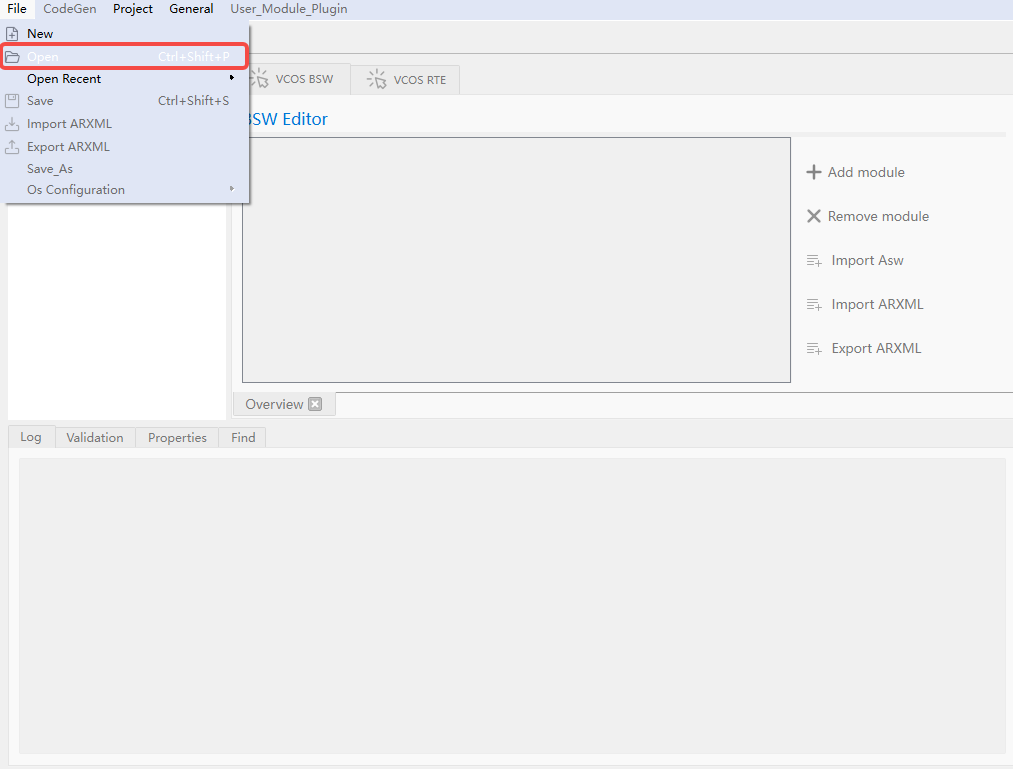 File CodeGen Project General User_Module_Plugin
New
Open Ctrl+Shift+P
Open Recent
Save Ctrl+Shift+S
Import ARXML
Export ARXML
Save_As
Os Configuration
VCOS BSW VCOS RTE
BSW Editor
Add module
Remove module
Import Asw
Import ARXML
Export ARXML
Overview
Log Validation Properties Find